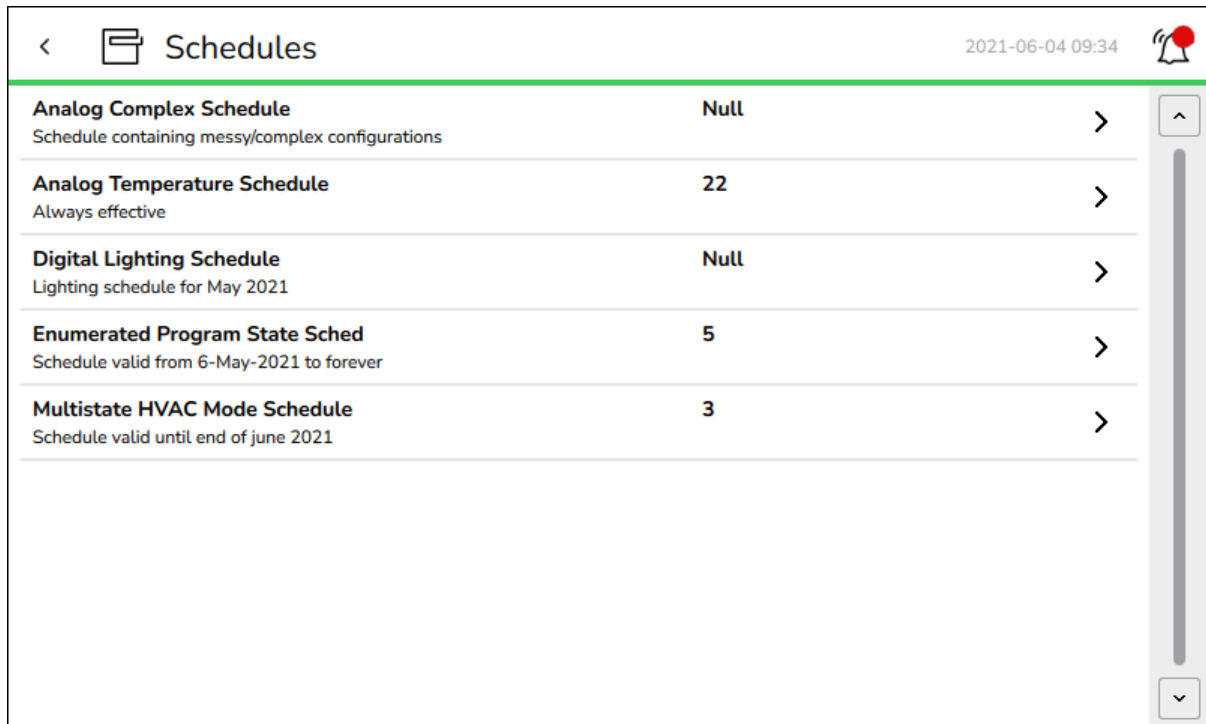 Schedules
2021-06-04 09:34
Analog Complex Schedule
Null
Schedule containing messy/complex configurations
Analog Temperature Schedule
22
Always effective
Digital Lighting Schedule
Null
Lighting schedule for May 2021
Enumerated Program State Sched
5
Schedule valid from 6-May-2021 to forever
Multistate HVAC Mode Schedule
3
Schedule valid until end of june 2021